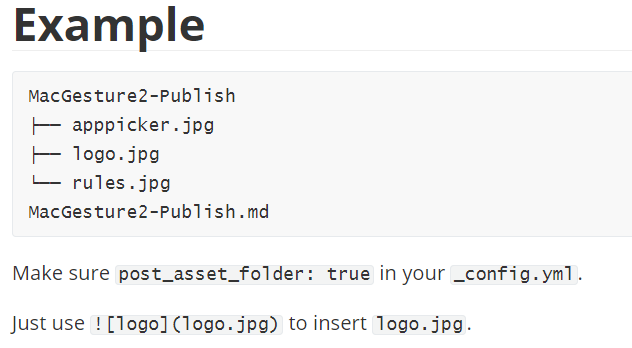 Example
MacGesture2-Publish
├── apppicker.jpg
├── logo.jpg
└── rules.jpg
MacGesture2-Publish.md
Make sure post_asset_folder: true in your _config.yml.
Just use ![logo](logo.jpg) to insert logo.jpg.